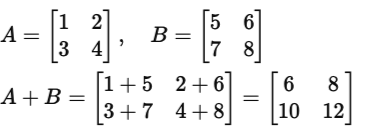 A = [1 2; 3 4], B = [5 6; 7 8]
A + B = [1 + 5 2 + 6; 3 + 7 4 + 8] = [6 8; 10 12]